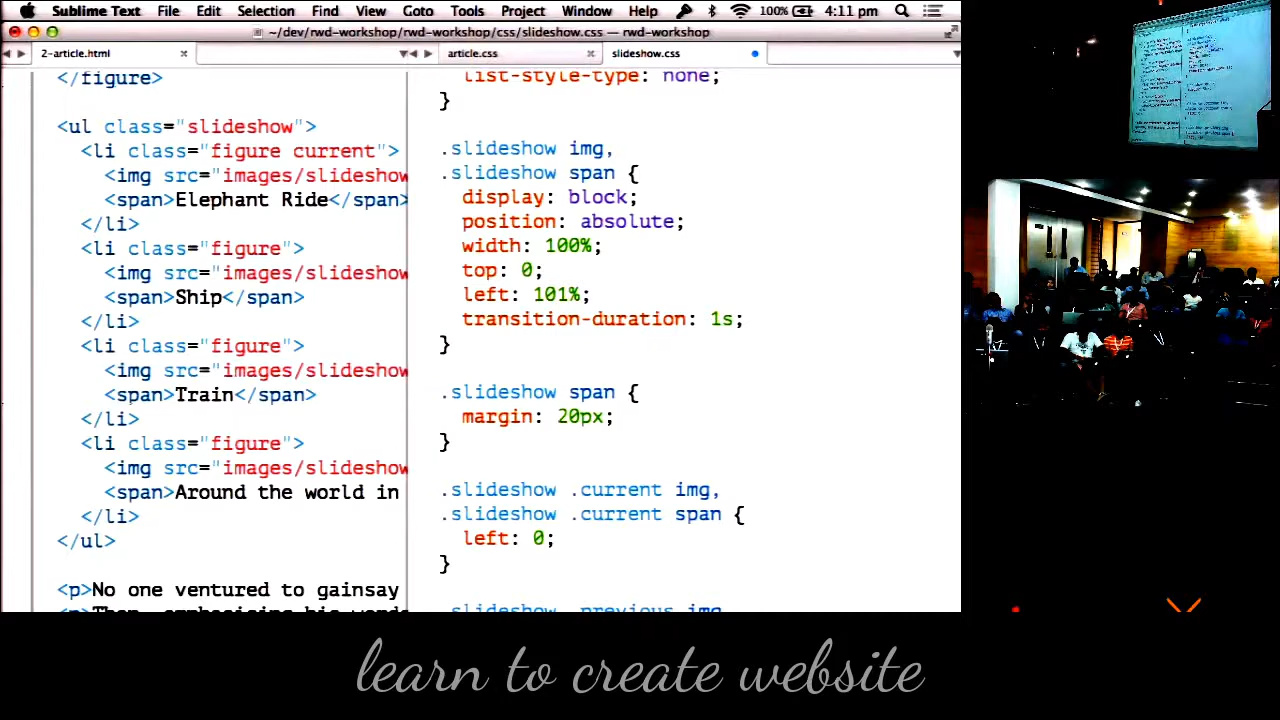 Sublime Text File Edit Selection Find View Goto Tools Project Window Help 100% 4:11 pm
~/dev/rwd-workshop/rwd-workshop/css/slideshow.css — rwd-workshop
2-article.html
article.css
slideshow.css
</figure>
<ul class="slideshow">
<li class="figure current">
<img src="images/slideshow
<span>Elephant Ride</span>
</li>
<li class="figure">
<img src="images/slideshow
<span>Ship</span>
</li>
<li class="figure">
<img src="images/slideshow
<span>Train</span>
</li>
<li class="figure">
<img src="images/slideshow
<span>Around the world in
</li>
</ul>
<p>No one ventured to gainsay
list-style-type: none;
}
.slideshow img,
.slideshow span {
display: block;
position: absolute;
width: 100%;
top: 0;
left: 101%;
transition-duration: 1s;
}
.slideshow span {
margin: 20px;
}
.slideshow .current img,
.slideshow .current span {
left: 0;
}
.slideshow .previous img,
learn to create website